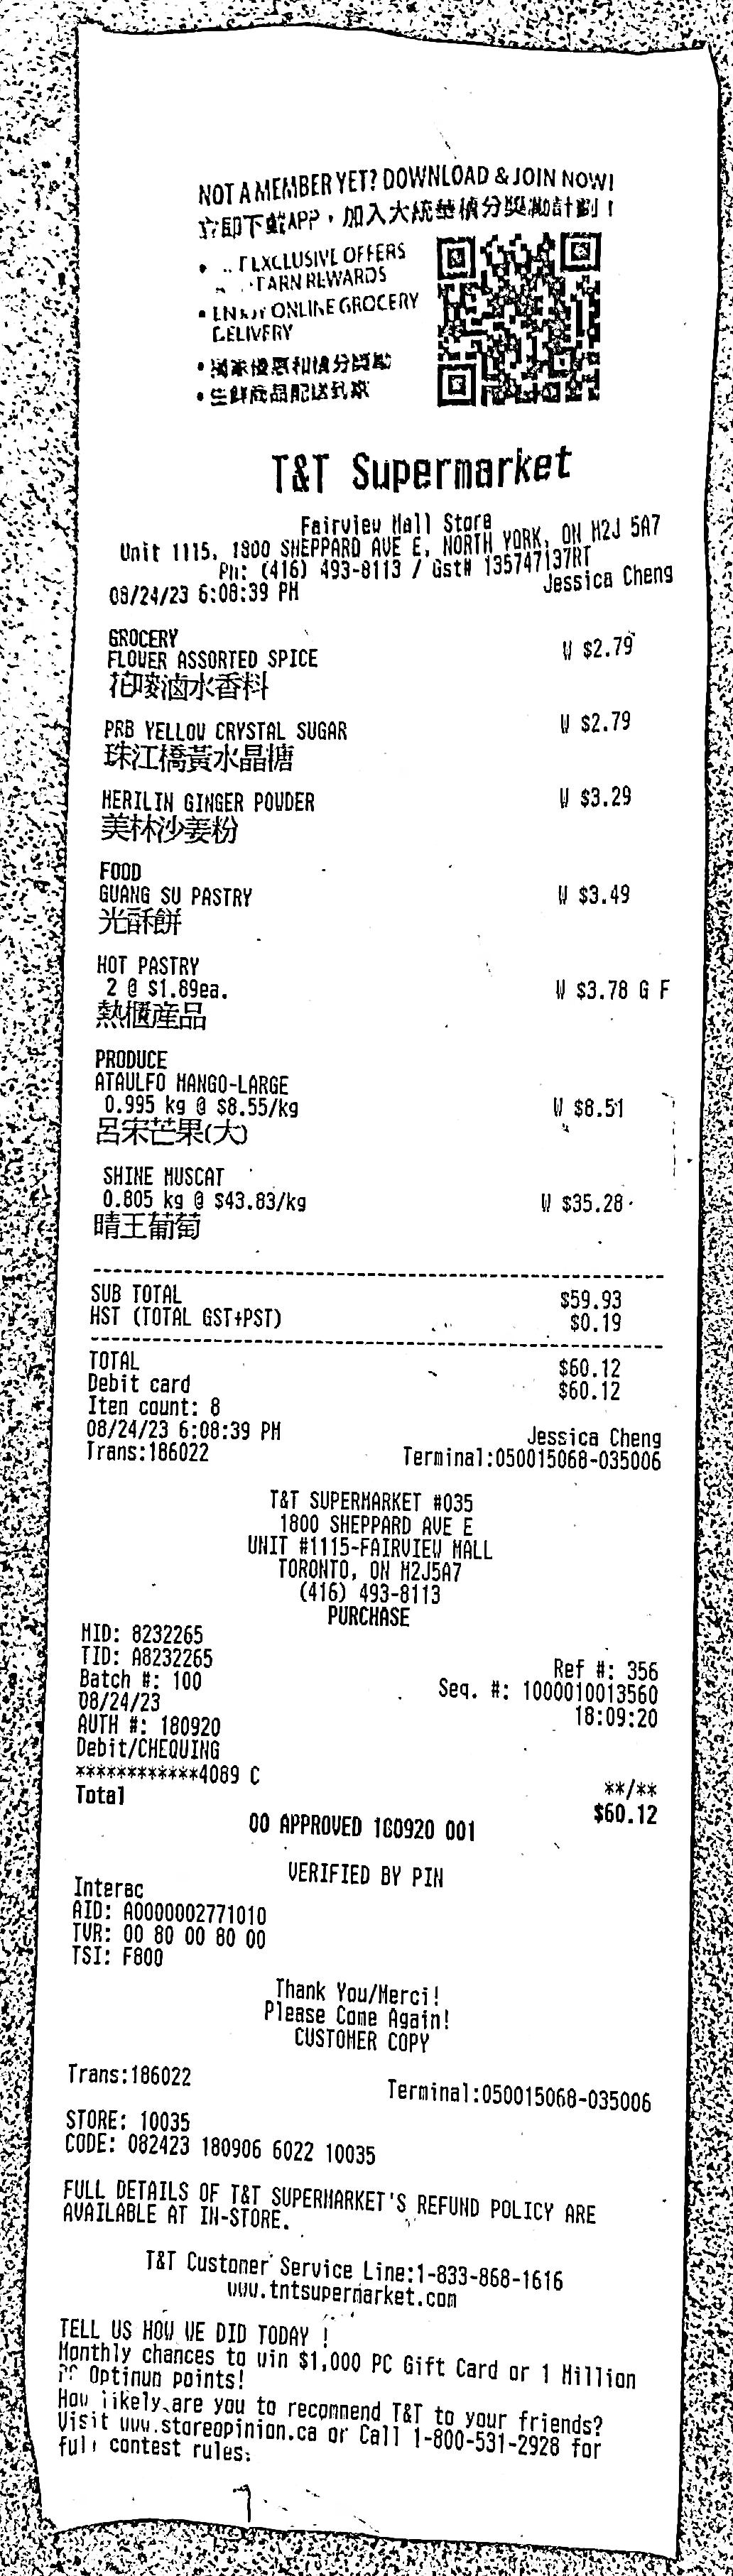 NOT A MEMBER YET? DOWNLOAD & JOIN NOW!
立即下載APP，加入大統華積分獎勵計劃！
• EXCLUSIVE OFFERS
EARN REWARDS
• ENJOY ONLINE GROCERY
DELIVERY
• 獨家優惠和積分獎勵
• 生鮮商品配送到家
T&T Supermarket
Fairview Mall Store
Unit 1115, 1800 SHEPPARD AVE E, NORTH YORK, ON M2J 5A7
Ph: (416) 493-8113 / Gst# 135747137RT
08/24/23 6:08:39 PM Jessica Cheng
GROCERY
FLOWER ASSORTED SPICE W $2.79
花嘜滷水香料
PRB YELLOW CRYSTAL SUGAR W $2.79
珠江橋黃水晶糖
MERILIN GINGER POWDER W $3.29
美林沙姜粉
FOOD
GUANG SU PASTRY W $3.49
光酥餅
HOT PASTRY
2 @ $1.89ea. W $3.78 G F
熱櫃產品
PRODUCE
ATAULFO MANGO-LARGE
0.995 kg @ $8.55/kg W $8.51
呂宋芒果(大)
SHINE MUSCAT
0.805 kg @ $43.83/kg W $35.28
晴王葡萄
SUB TOTAL $59.93
HST (TOTAL GST+PST) $0.19
TOTAL $60.12
Debit card $60.12
Item count: 8
08/24/23 6:08:39 PM Jessica Cheng
Trans:186022 Terminal:050015068-035006
T&T SUPERMARKET #035
1800 SHEPPARD AVE E
UNIT #1115-FAIRVIEW MALL
TORONTO, ON M2J5A7
(416) 493-8113
PURCHASE
MID: 8232265
TID: A8232265 Ref #: 356
Batch #: 100 Seq. #: 1000010013560
08/24/23 18:09:20
AUTH #: 180920
Debit/CHEQUING
************4089 C **/**
Total $60.12
00 APPROVED 180920 001
VERIFIED BY PIN
Interac
AID: A0000002771010
TVR: 00 80 00 80 00
TSI: F800
Thank You/Merci!
Please Come Again!
CUSTOMER COPY
Trans:186022 Terminal:050015068-035006
STORE: 10035
CODE: 082423 180906 6022 10035
FULL DETAILS OF T&T SUPERMARKET'S REFUND POLICY ARE
AVAILABLE AT IN-STORE.
T&T Customer Service Line:1-833-868-1616
www.tntsupermarket.com
TELL US HOW WE DID TODAY !
Monthly chances to win $1,000 PC Gift Card or 1 Million
Optimum points!
How likely are you to recommend T&T to your friends?
Visit www.storeopinion.ca or Call 1-800-531-2928 for
full contest rules.